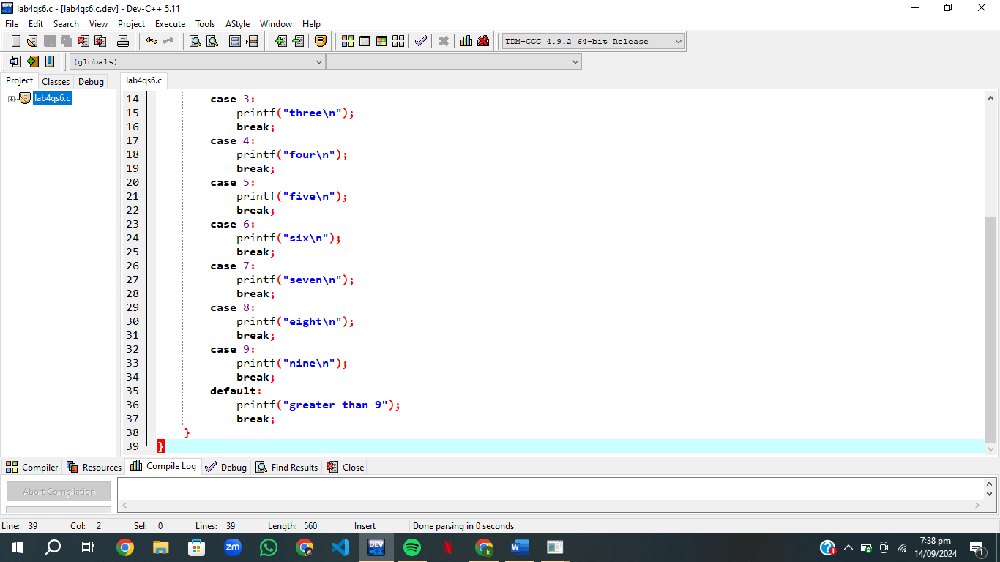 lab4qs6.c - [lab4qs6.c.dev] - Dev-C++ 5.11
File Edit Search View Project Execute Tools AStyle Window Help
TDM-GCC 4.9.2 64-bit Release
(globals)
Project Classes Debug
lab4qs6.c
lab4qs6.c
14 case 3:
15 printf("three\n");
16 break;
17 case 4:
18 printf("four\n");
19 break;
20 case 5:
21 printf("five\n");
22 break;
23 case 6:
24 printf("six\n");
25 break;
26 case 7:
27 printf("seven\n");
28 break;
29 case 8:
30 printf("eight\n");
31 break;
32 case 9:
33 printf("nine\n");
34 break;
35 default:
36 printf("greater than 9");
37 break;
38 }
39 }
Compiler Resources Compile Log Debug Find Results Close
Abort Compilation
Line: 39 Col: 2 Sel: 0 Lines: 39 Length: 560 Insert Done parsing in 0 seconds
DEV
zm
N
k
W
7:38 pm
14/09/2024
1